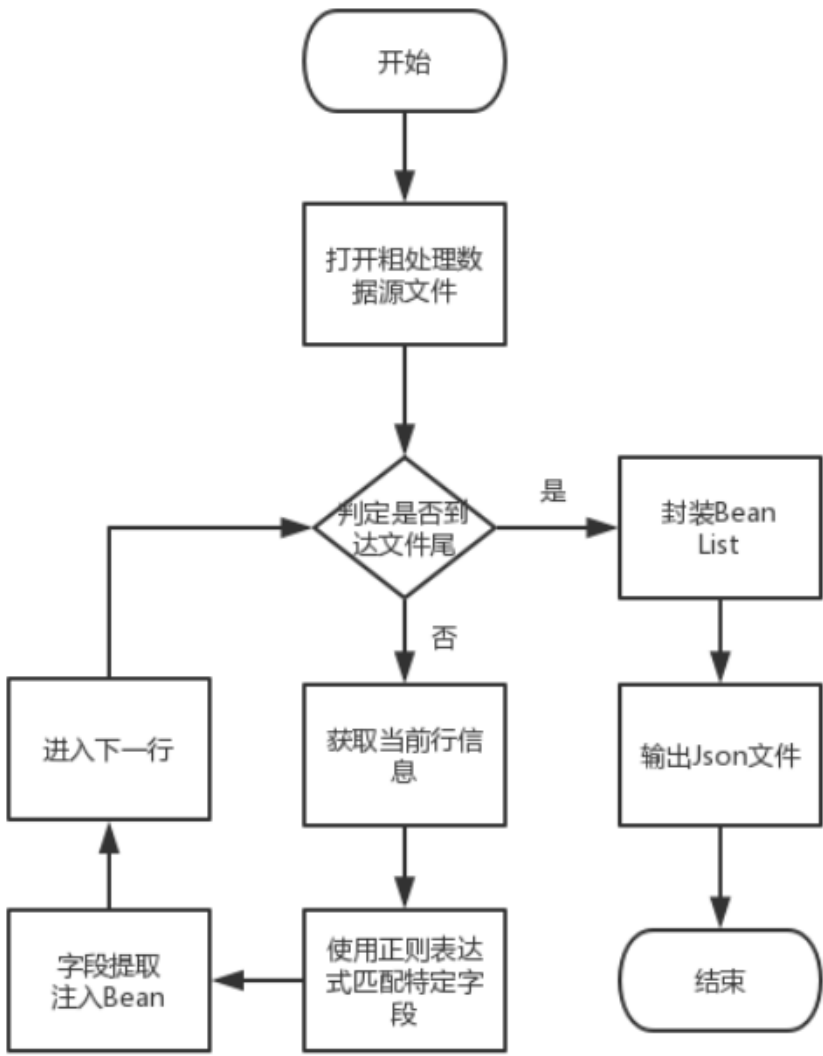 开始
打开粗处理数
据源文件
判定是否到
达文件尾
是
封装Bean
List
否
进入下一行
获取当前行信
息
输出Json文件
字段提取
注入Bean
使用正则表达
式匹配特定字
段
结束